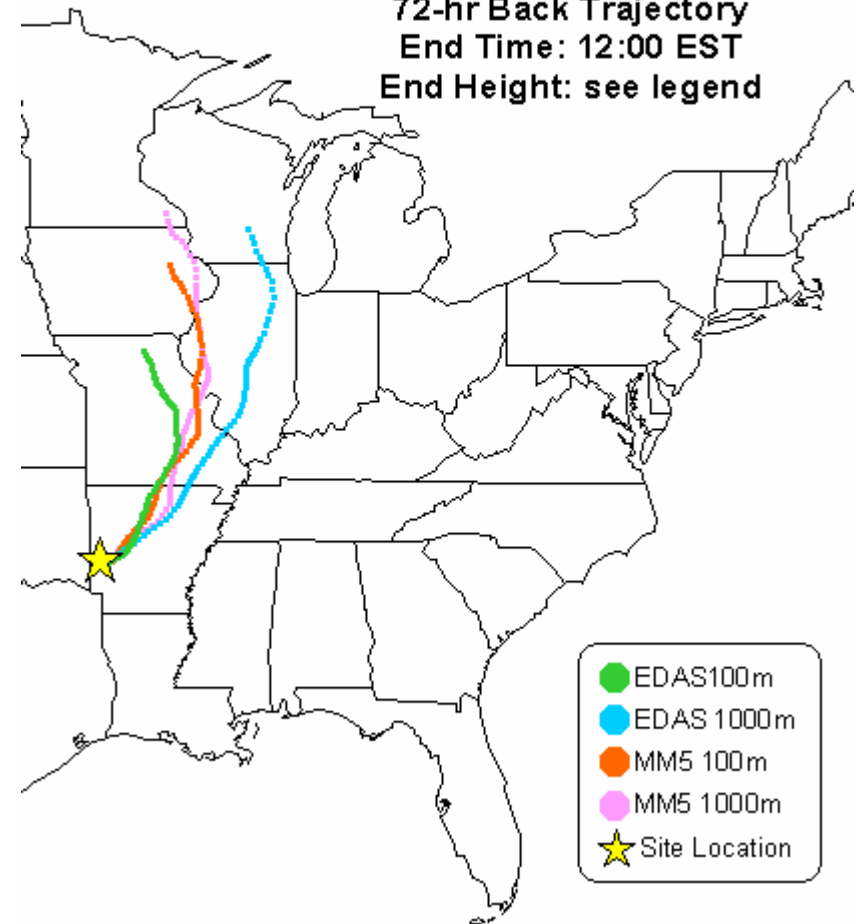 72-hr Back Trajectory
End Time: 12:00 EST
End Height: see legend
EDAS100m
EDAS 1000m
MM5 100m
MM5 1000m
Site Location